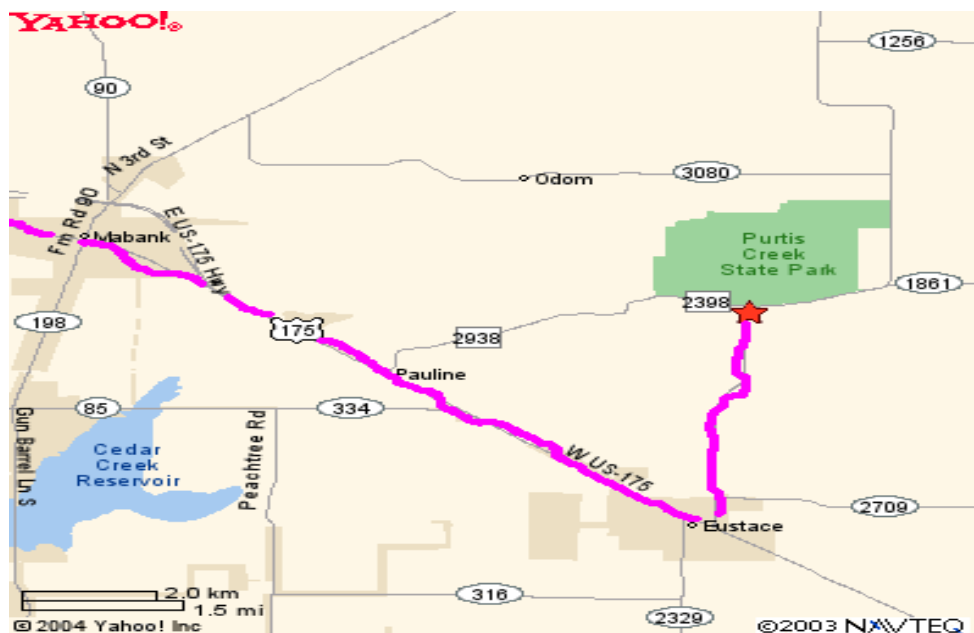 YAHOO!®
1256
90
N 3rd St
Odom
3080
Fm Rd 90
Mabank
E US-175 Hwy
Purtis
Creek
State Park
2398
1861
198
175
2938
Pauline
85
334
Gun Barrel Ln S
Cedar
Creek
Reservoir
Peachtree Rd
W US-175
2709
Eustace
316
2.0 km
1.5 mi
2329
© 2004 Yahoo! Inc
©2003 NAVTEQ